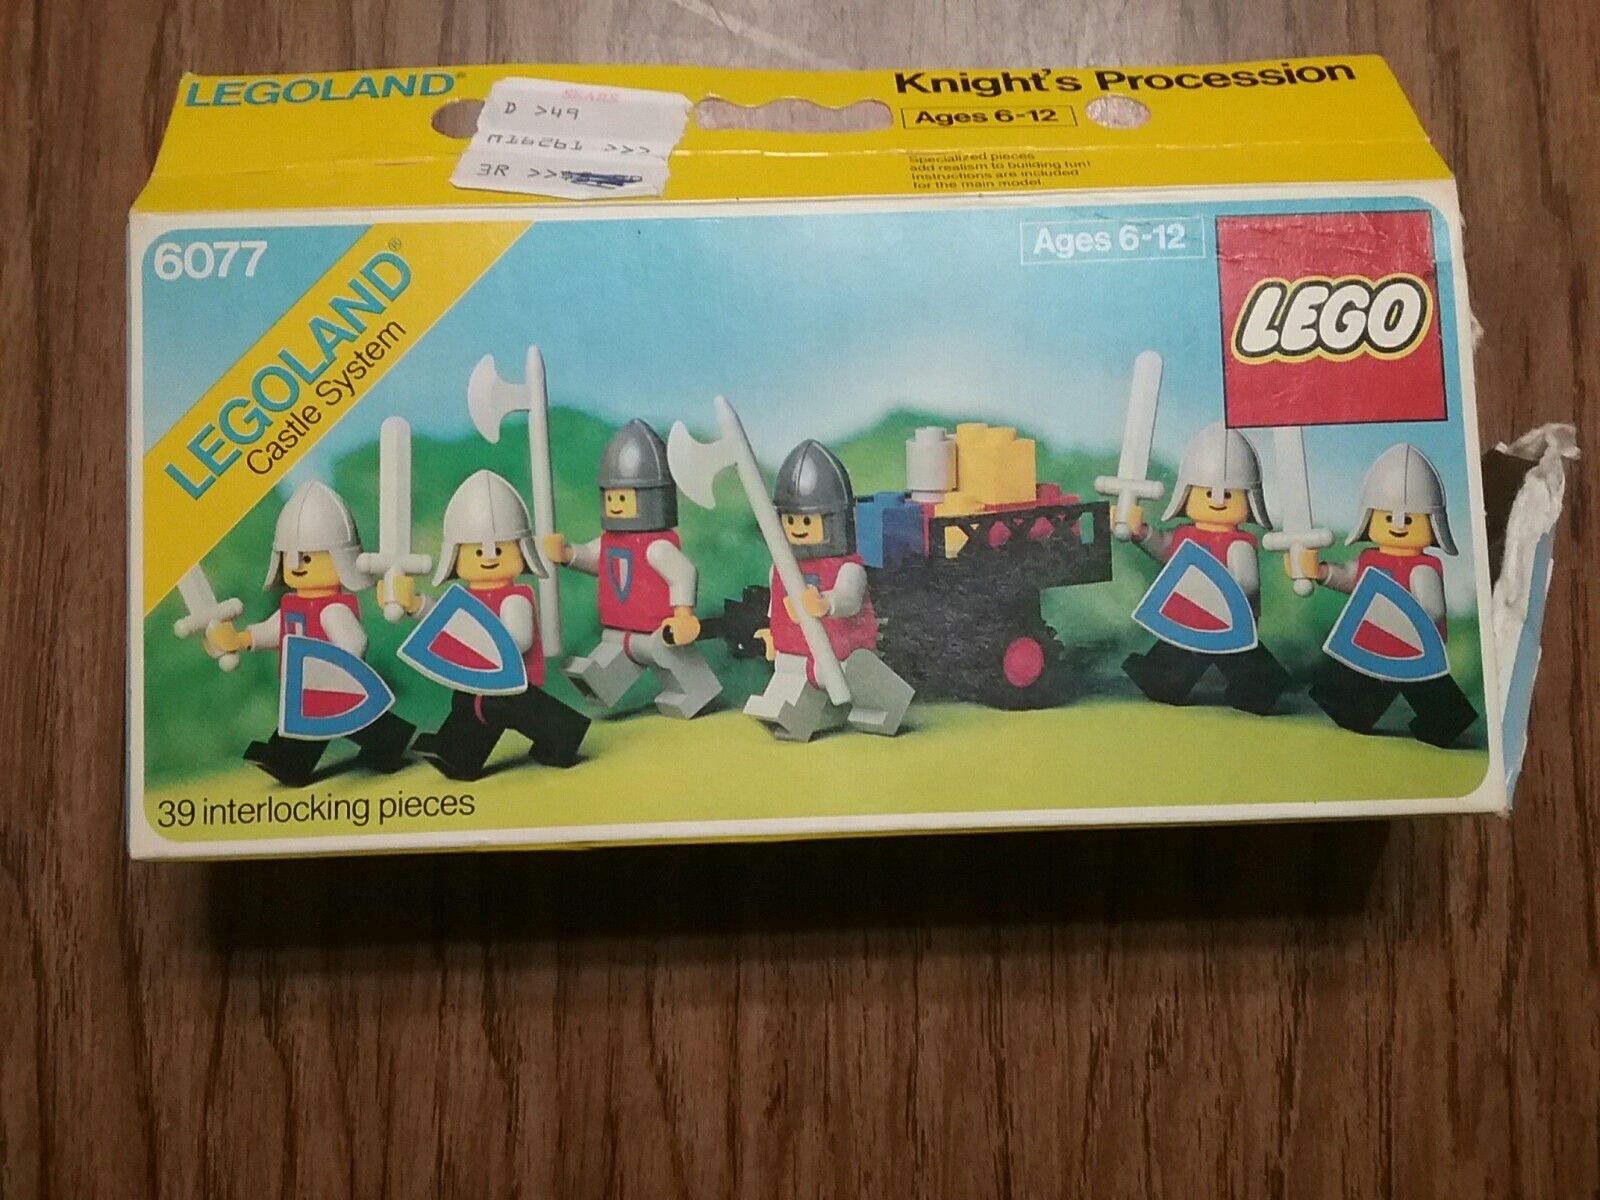 LEGOLAND®
SEARS
D >49
M16261 >>>
3R >>
Knight's Procession
Ages 6-12
Specialized pieces
add realism to building fun!
Instructions are included
for the main model.
6077
LEGOLAND®
Castle System
Ages 6-12
LEGO
39 interlocking pieces